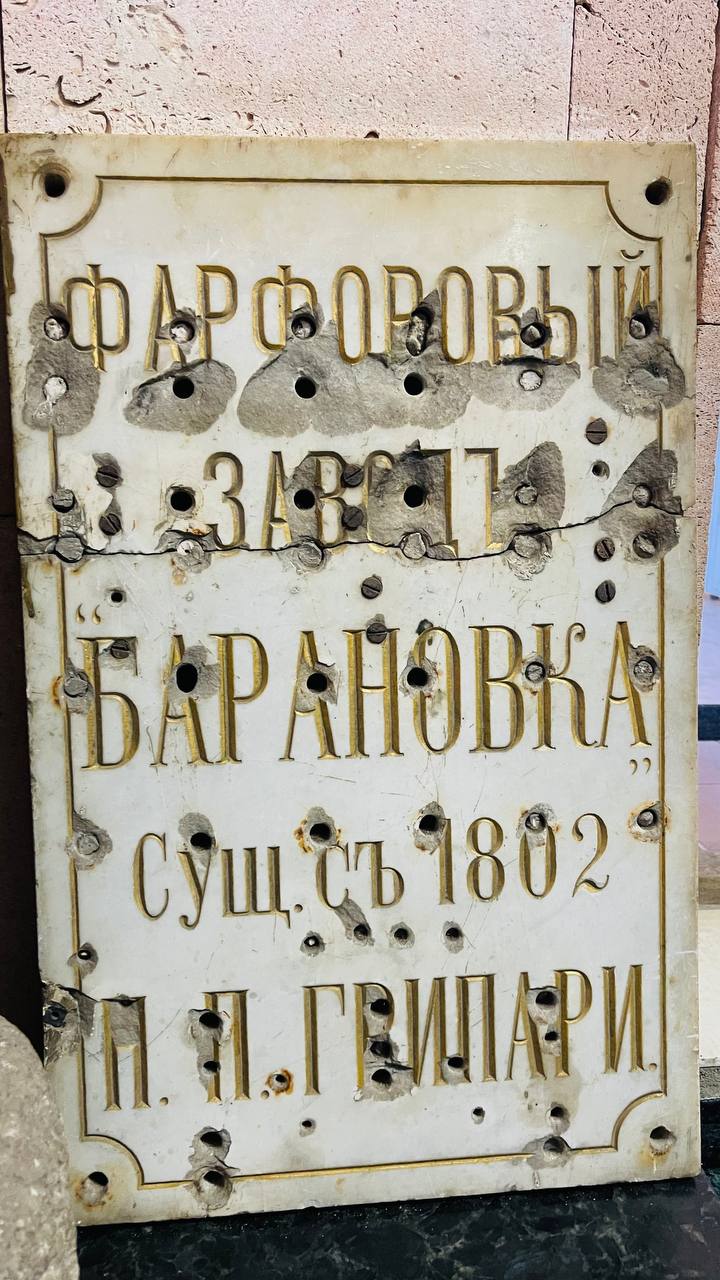 ФАРФОРОВЫЙ
ЗАВОДЪ
“БАРАНОВКА”
Сущ. съ 1802
Н. П. ГРИПАРИ.